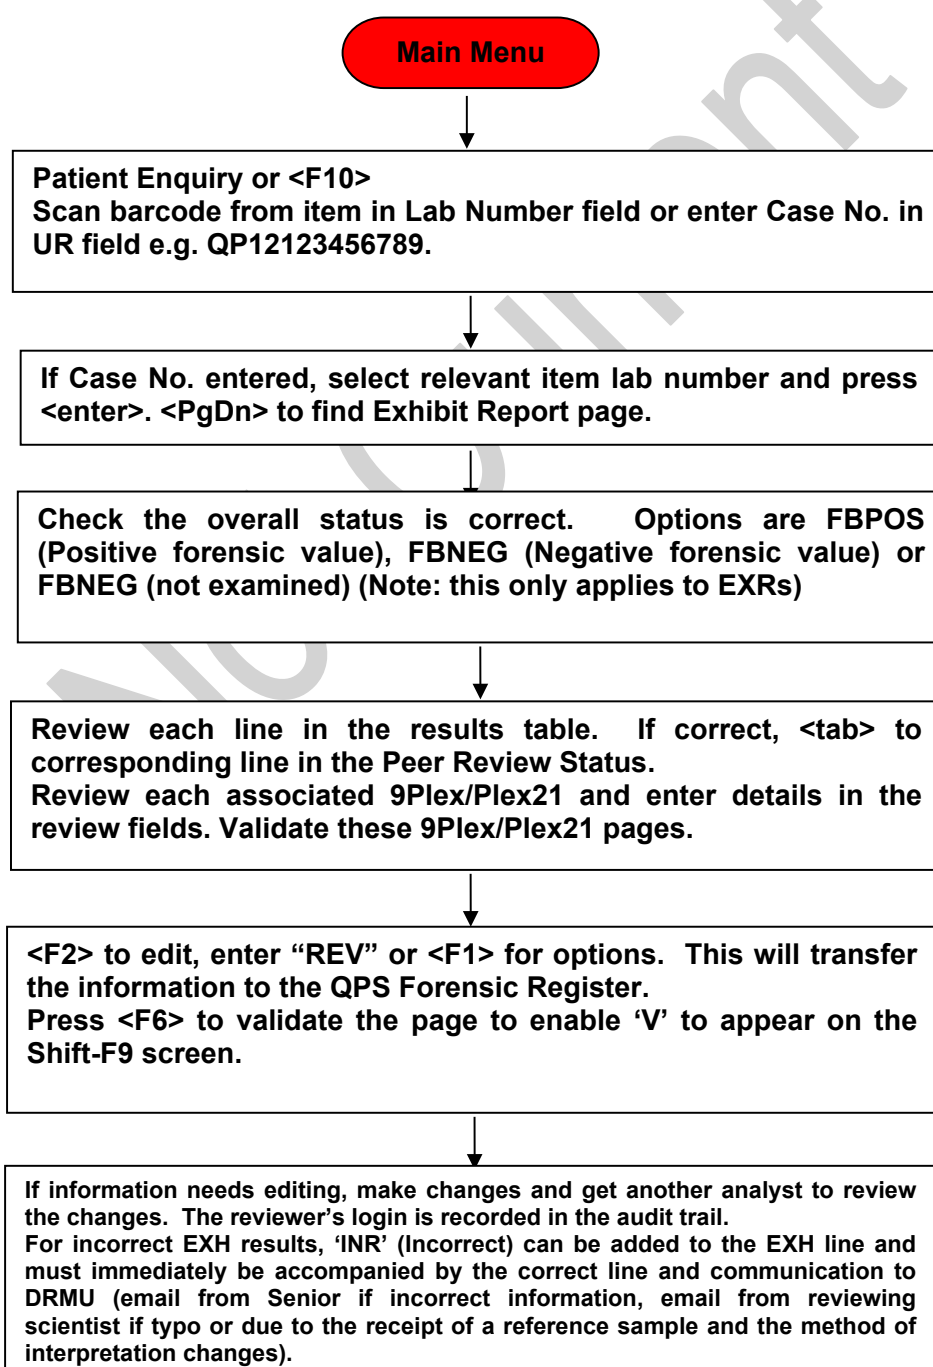 Main Menu
Patient Enquiry or <F10>
Scan barcode from item in Lab Number field or enter Case No. in
UR field e.g. QP12123456789.
If Case No. entered, select relevant item lab number and press
<enter>. <PgDn> to find Exhibit Report page.
Check the overall status is correct. Options are FBPOS
(Positive forensic value), FBNEG (Negative forensic value) or
FBNEG (not examined) (Note: this only applies to EXRs)
Review each line in the results table. If correct, <tab> to
corresponding line in the Peer Review Status.
Review each associated 9Plex/Plex21 and enter details in the
review fields. Validate these 9Plex/Plex21 pages.
<F2> to edit, enter “REV” or <F1> for options. This will transfer
the information to the QPS Forensic Register.
Press <F6> to validate the page to enable ‘V’ to appear on the
Shift-F9 screen.
If information needs editing, make changes and get another analyst to review
the changes. The reviewer’s login is recorded in the audit trail.
For incorrect EXH results, ‘INR’ (Incorrect) can be added to the EXH line and
must immediately be accompanied by the correct line and communication to
DRMU (email from Senior if incorrect information, email from reviewing
scientist if typo or due to the receipt of a reference sample and the method of
interpretation changes).